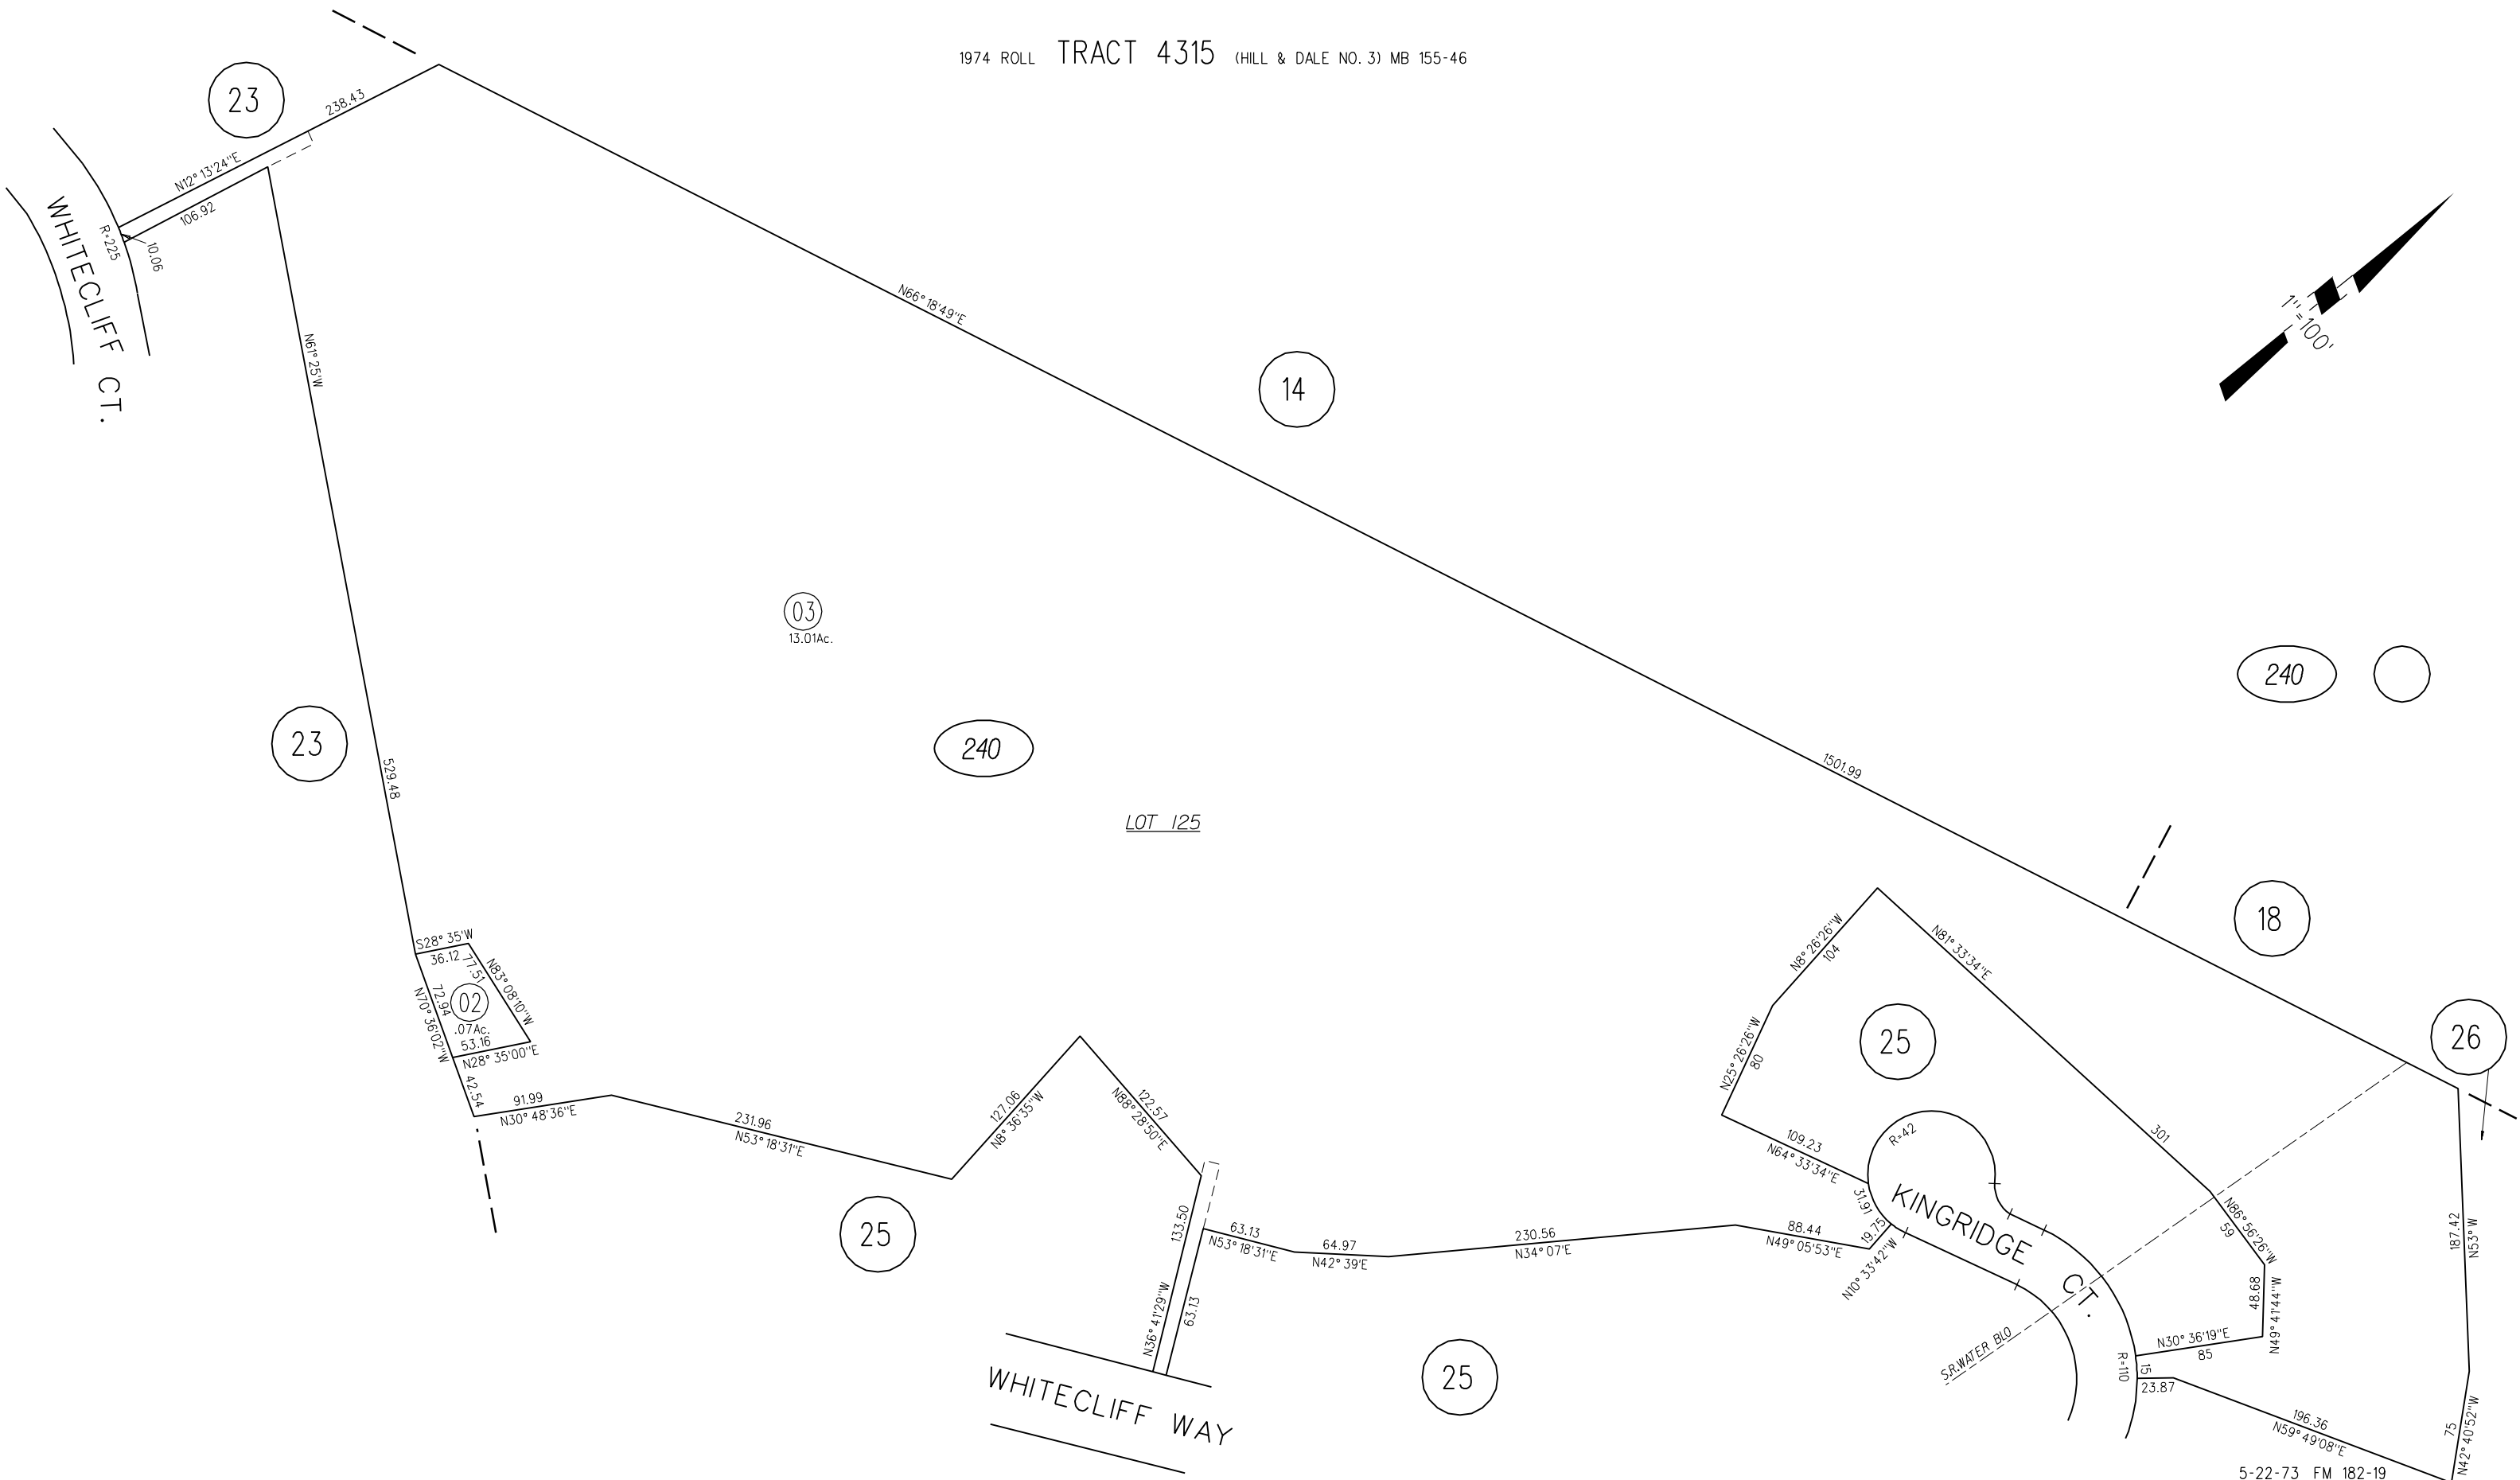 1974 ROLL TRACT 4315 (HILL & DALE NO. 3) MB 155-46
23
238.43
N12° 13'24"E
106.92
WHITECLIFF CT.
R=225
10.06
N66° 18'49"E
1"=100'
N61° 25'W
14
03
13.01Ac.
240
240
23
529.48
1501.99
LOT 125
18
S28° 35'W
36.12
77.51
N83° 08'10"W
72.94
N70° 36'02"W
02
.07Ac.
53.16
N28° 35'00"E
42.54
91.99
N30° 48'36"E
231.96
N53° 18'31"E
127.06
N8° 36'35"W
122.57
N88° 28'50"E
N8° 26'26"W
104
N81° 33'34"E
N25° 26'26"W
80
25
26
109.23
N64° 33'34"E
R=42
301
31.91
19.75
KINGRIDGE CT.
N86° 56'26"W
59
187.42
N53° W
25
133.50
63.13
N53° 18'31"E
64.97
N42° 39'E
230.56
N34° 07'E
88.44
N49° 05'53"E
N10° 33'42"W
48.68
N49° 41'44"W
N36° 41'29"W
63.13
S.R.WATER BLO
N30° 36'19"E
85
R=110
15
23.87
WHITECLIFF WAY
25
196.36
N59° 49'08"E
75
N42° 40'52"W
5-22-73 FM 182-19